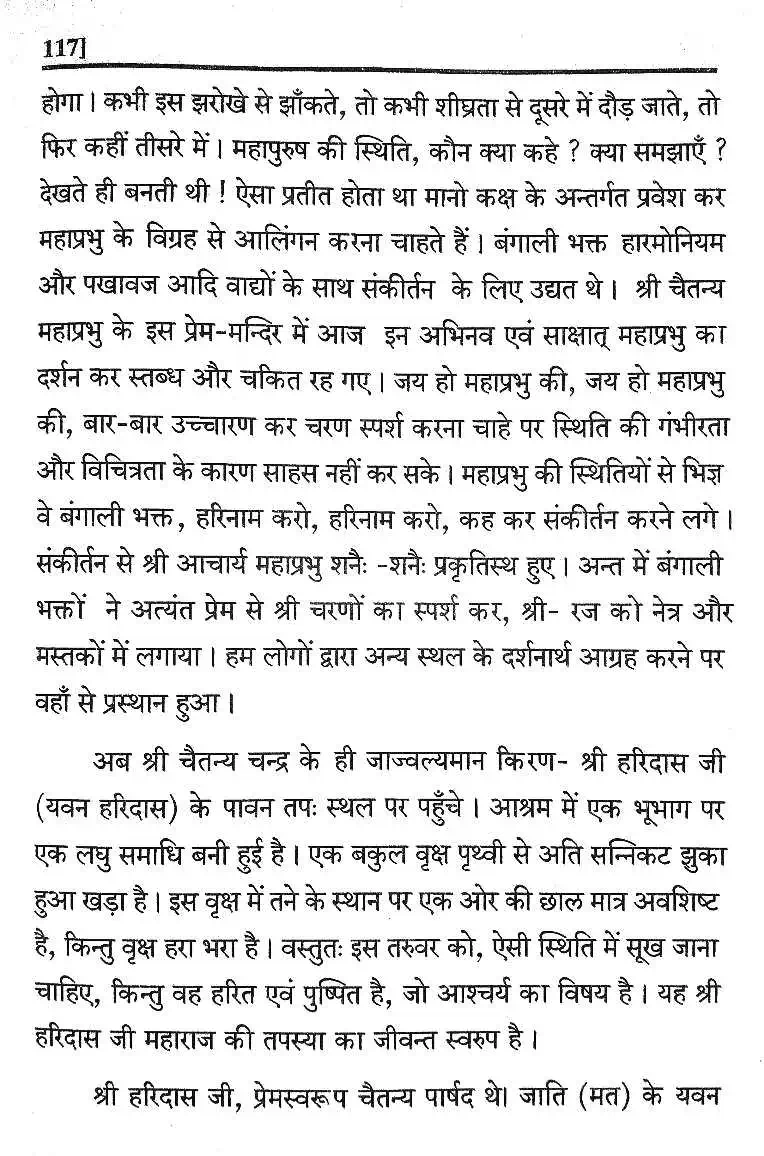 117]
होगा। कभी इस झरोखे से झाँकते, तो कभी शीघ्रता से दूसरे में दौड़ जाते, तो
फिर कहीं तीसरे में। महापुरुष की स्थिति, कौन क्या कहे ? क्या समझाएँ ?
देखते ही बनती थी ! ऐसा प्रतीत होता था मानो कक्ष के अन्तर्गत प्रवेश कर
महाप्रभु के विग्रह से आलिंगन करना चाहते हैं। बंगाली भक्त हारमोनियम
और पखावज आदि वाद्यों के साथ संकीर्तन के लिए उद्यत थे। श्री चैतन्य
महाप्रभु के इस प्रेम-मन्दिर में आज इन अभिनव एवं साक्षात् महाप्रभु का
दर्शन कर स्तब्ध और चकित रह गए। जय हो महाप्रभु की, जय हो महाप्रभु
की, बार-बार उच्चारण कर चरण स्पर्श करना चाहे पर स्थिति की गंभीरता
और विचित्रता के कारण साहस नहीं कर सके। महाप्रभु की स्थितियों से भिज्ञ
वे बंगाली भक्त, हरिनाम करो, हरिनाम करो, कह कर संकीर्तन करने लगे।
संकीर्तन से श्री आचार्य महाप्रभु शनैः -शनैः प्रकृतिस्थ हुए। अन्त में बंगाली
भक्तों ने अत्यंत प्रेम से श्री चरणों का स्पर्श कर, श्री- रज को नेत्र और
मस्तकों में लगाया। हम लोगों द्वारा अन्य स्थल के दर्शनार्थ आग्रह करने पर
वहाँ से प्रस्थान हुआ।
अब श्री चैतन्य चन्द्र के ही जाज्वल्यमान किरण- श्री हरिदास जी
(यवन हरिदास) के पावन तपः स्थल पर पहुँचे। आश्रम में एक भूभाग पर
एक लघु समाधि बनी हुई है। एक बकुल वृक्ष पृथ्वी से अति सन्निकट झुका
हुआ खड़ा है। इस वृक्ष में तने के स्थान पर एक ओर की छाल मात्र अवशिष्ट
है, किन्तु वृक्ष हरा भरा है। वस्तुतः इस तरुवर को, ऐसी स्थिति में सूख जाना
चाहिए, किन्तु वह हरित एवं पुष्पित है, जो आश्चर्य का विषय है। यह श्री
हरिदास जी महाराज की तपस्या का जीवन्त स्वरुप है।
श्री हरिदास जी, प्रेमस्वरूप चैतन्य पार्षद थे। जाति (मत) के यवन